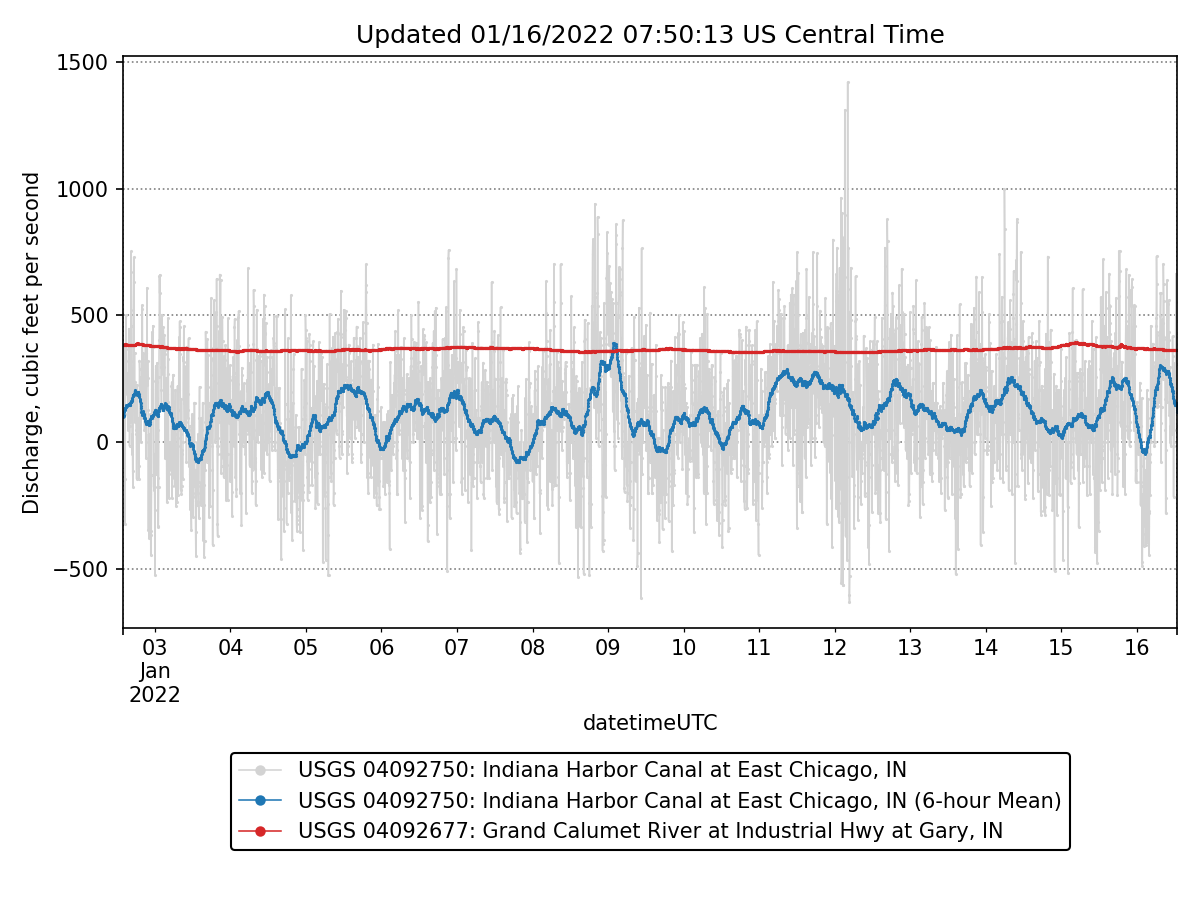 Updated 01/16/2022 07:50:13 US Central Time
Discharge, cubic feet per second
1500
1000
500
0
−500
03 04 05 06 07 08 09 10 11 12 13 14 15 16
Jan
2022
datetimeUTC
USGS 04092750: Indiana Harbor Canal at East Chicago, IN
USGS 04092750: Indiana Harbor Canal at East Chicago, IN (6-hour Mean)
USGS 04092677: Grand Calumet River at Industrial Hwy at Gary, IN